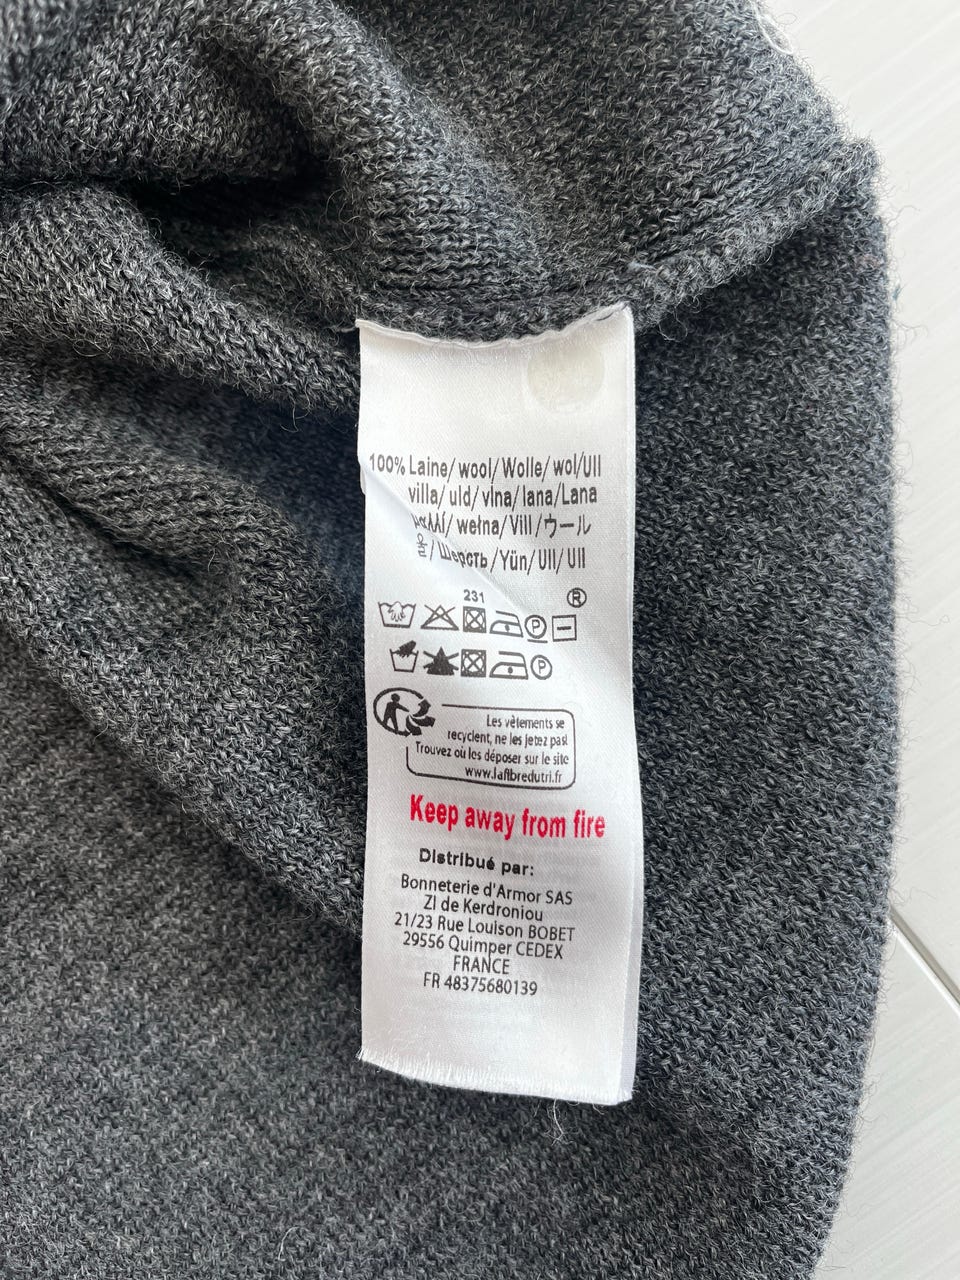 100% Laine/wool/Wolle/wol/Ull
villa/uld/vlna/lana/Lana
μαλλί/wełna/Vill/ウール
울/Шерсть/Yün/Ull/Ull
231
®
P
P
Les vêtements se
recyclent, ne les jetez pas!
Trouvez où les déposer sur le site
www.lafibredutri.fr
Keep away from fire
Distribué par:
Bonneterie d'Armor SAS
ZI de Kerdroniou
21/23 Rue Louison BOBET
29556 Quimper CEDEX
FRANCE
FR 48375680139